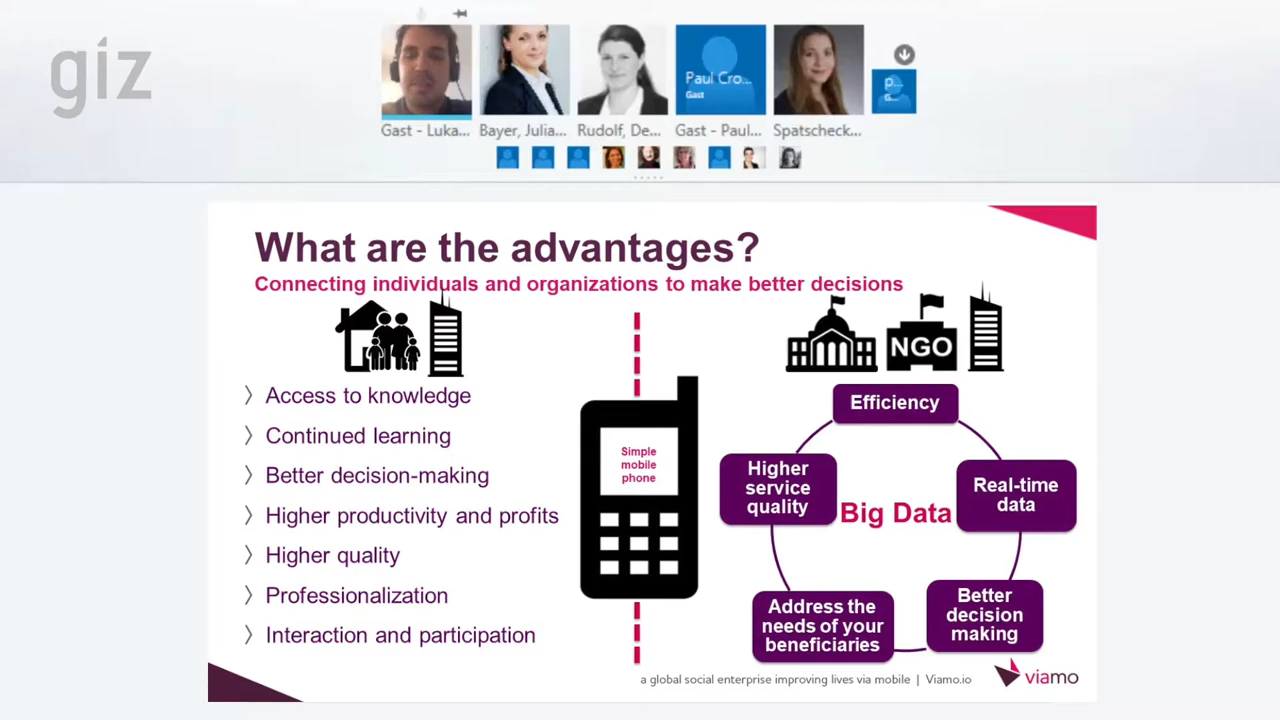 giz
Paul Cro...
Gast
p...
G...
Gast - Luka...
Bayer, Julia...
Rudolf, De...
Gast - Paul...
Spatscheck...
What are the advantages?
Connecting individuals and organizations to make better decisions
NGO
Access to knowledge
Continued learning
Better decision-making
Higher productivity and profits
Higher quality
Professionalization
Interaction and participation
Simple
mobile
phone
Efficiency
Higher
service
quality
Big Data
Real-time
data
Address the
needs of your
beneficiaries
Better
decision
making
a global social enterprise improving lives via mobile | Viamo.io
viamo